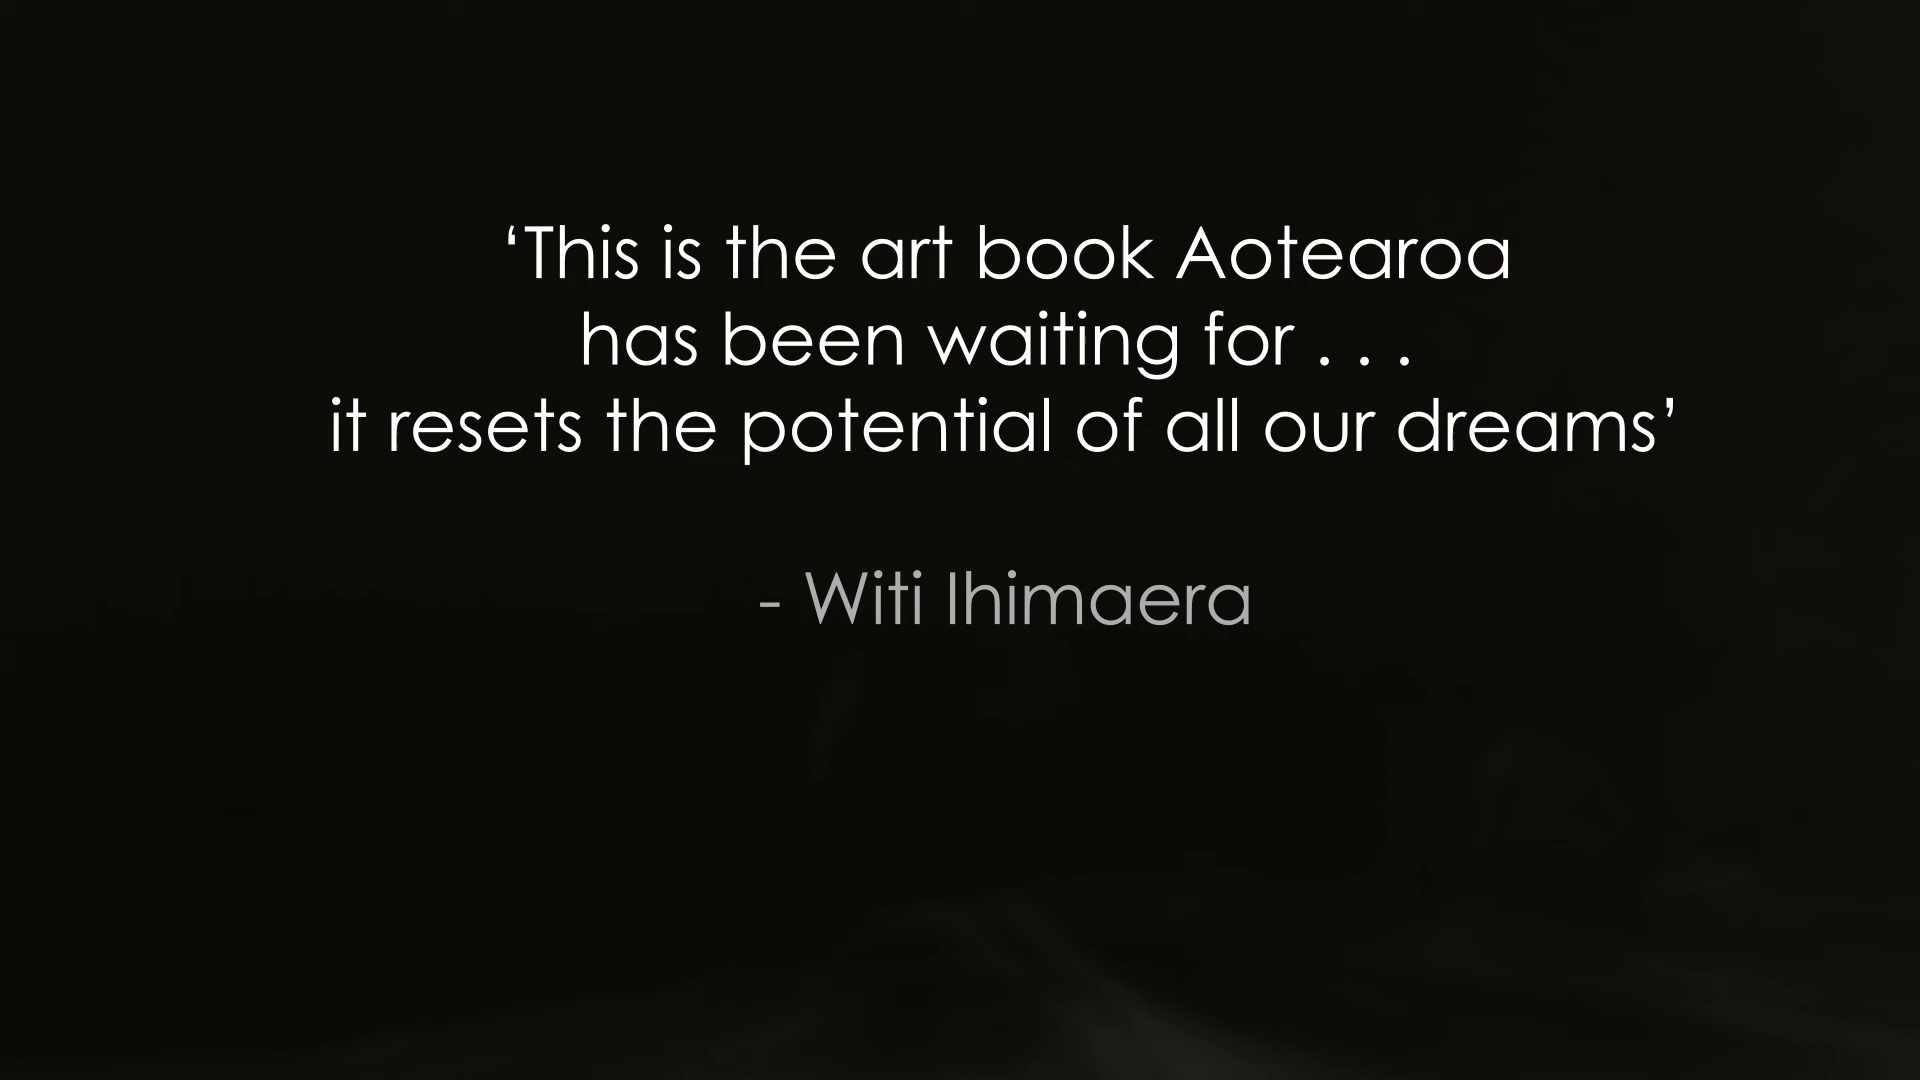 ‘This is the art book Aotearoa
has been waiting for . . .
it resets the potential of all our dreams’
- Witi Ihimaera